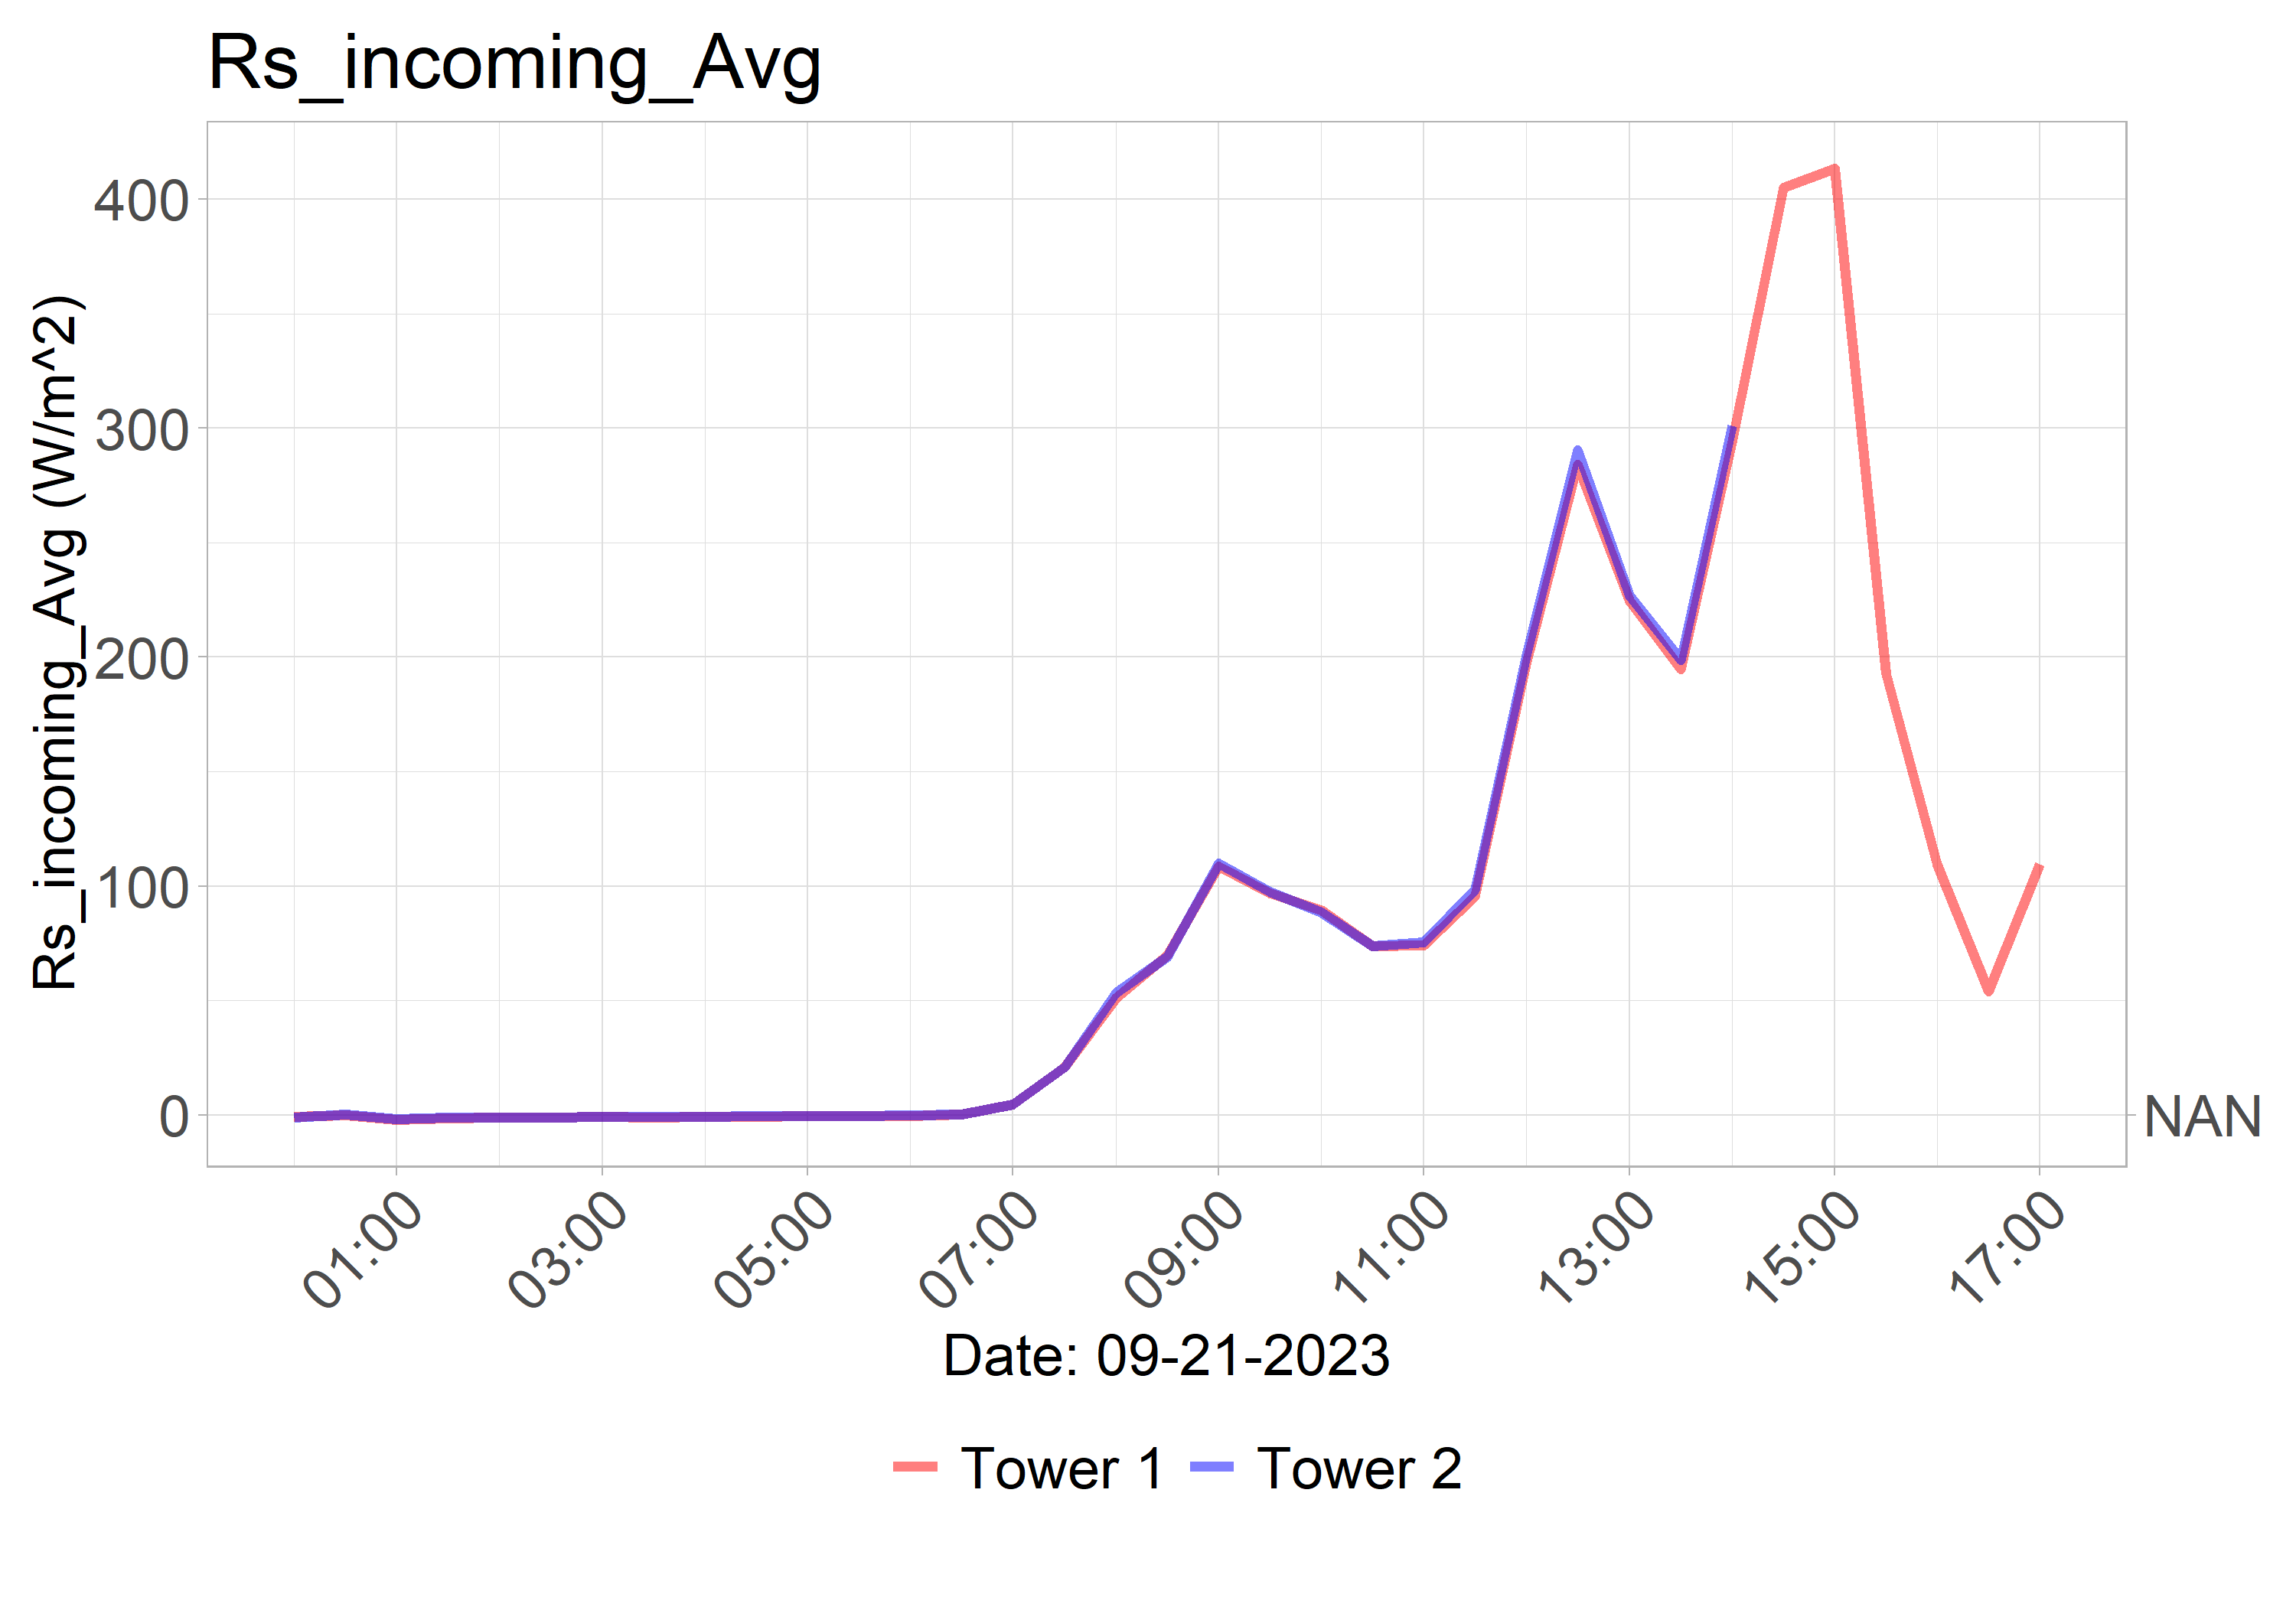 Rs_incoming_Avg
Rs_incoming_Avg (W/m^2)
400
300
200
100
0
NAN
01:00 03:00 05:00 07:00 09:00 11:00 13:00 15:00 17:00
Date: 09-21-2023
Tower 1 Tower 2